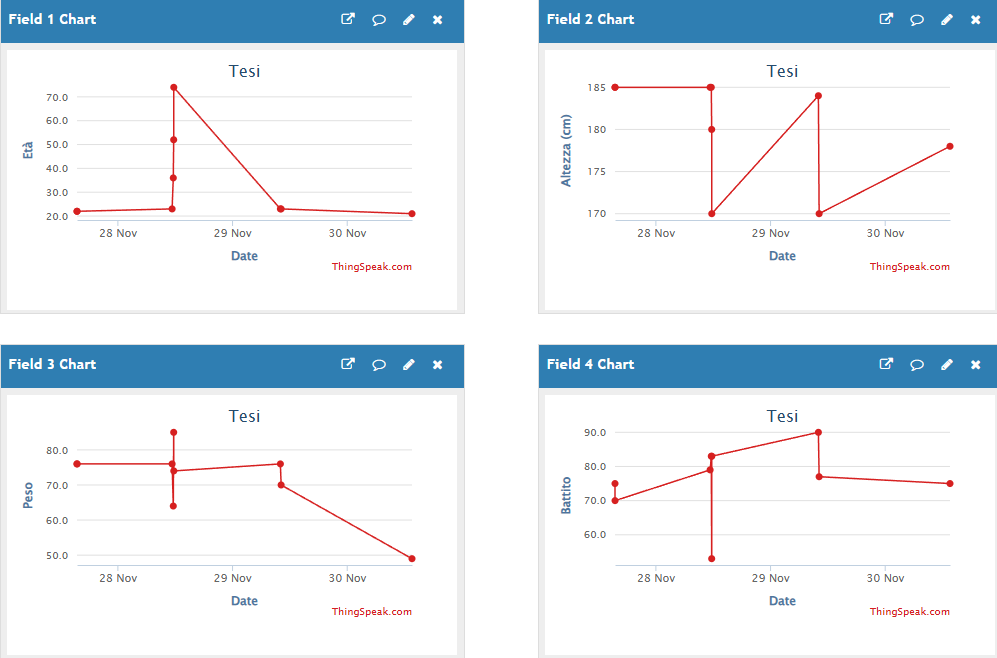 Field 1 Chart
Tesi
70.0
60.0
50.0
40.0
30.0
20.0
Età
28 Nov
29 Nov
30 Nov
Date
ThingSpeak.com
Field 2 Chart
Tesi
185
180
175
170
Altezza (cm)
28 Nov
29 Nov
30 Nov
Date
ThingSpeak.com
Field 3 Chart
Tesi
80.0
70.0
60.0
50.0
Peso
28 Nov
29 Nov
30 Nov
Date
ThingSpeak.com
Field 4 Chart
Tesi
90.0
80.0
70.0
60.0
Battito
28 Nov
29 Nov
30 Nov
Date
ThingSpeak.com